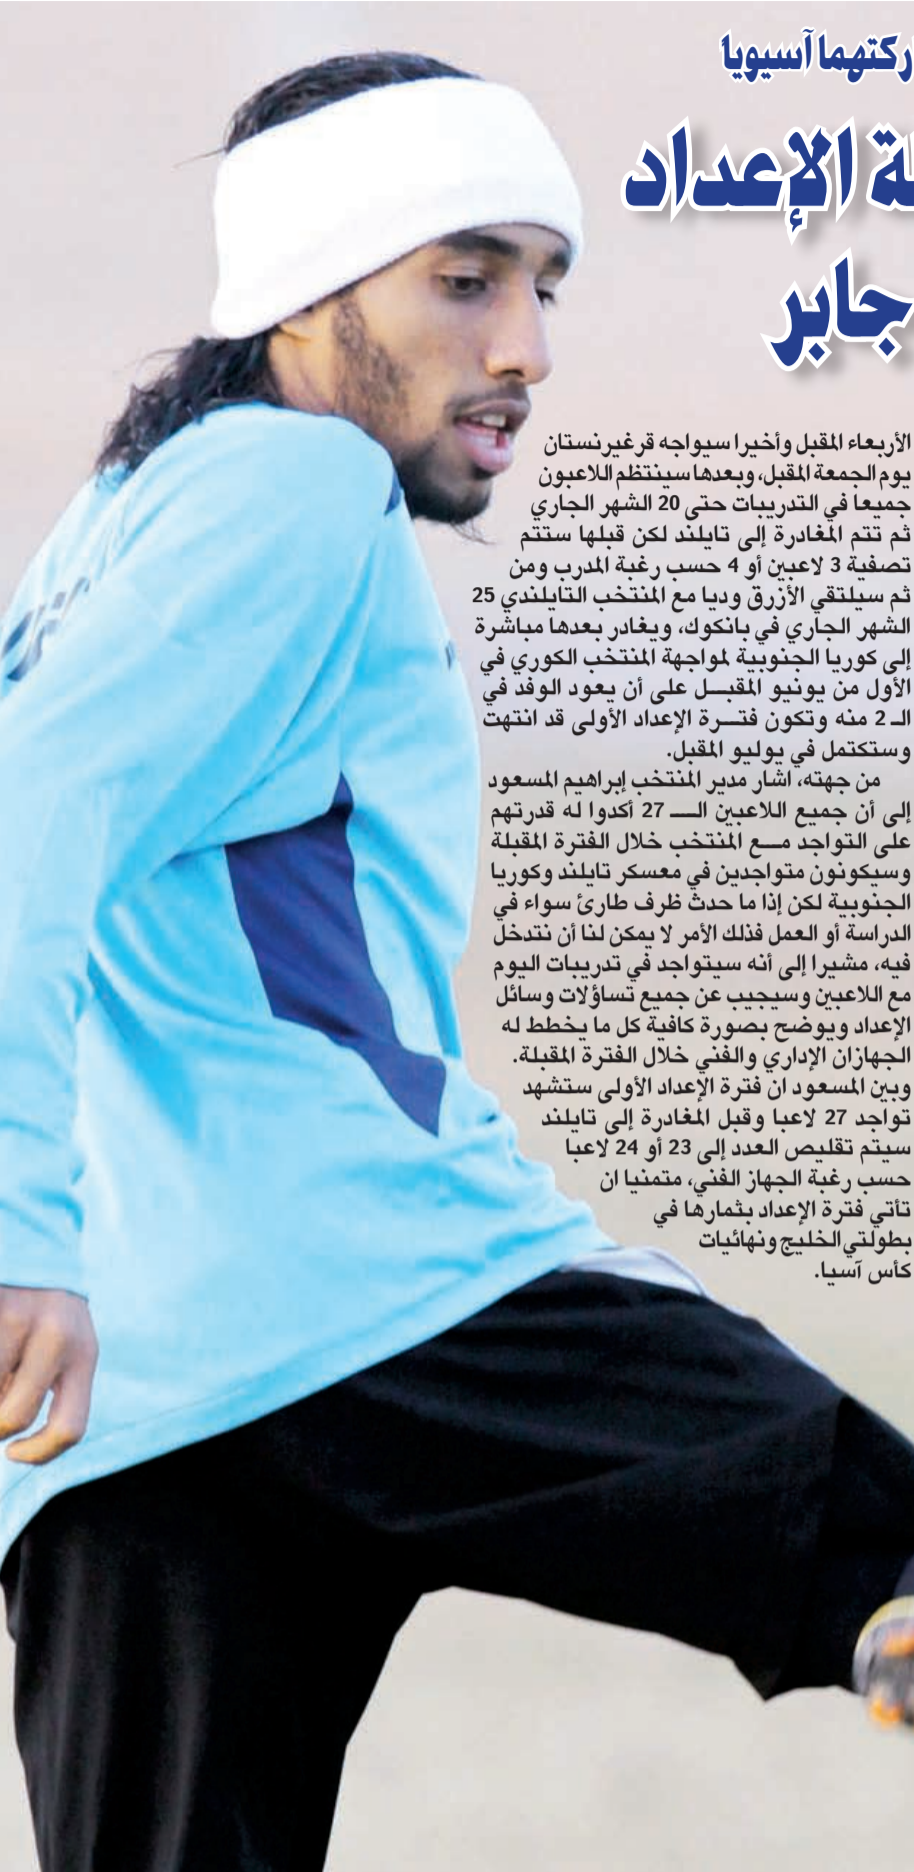 ركتهما آسيوياً
لة الإعداد
جابر
الأربعاء المقبل وأخيرا سيواجه قرغيرنستان
يوم الجمعة المقبل، وبعدها سينتظم اللاعبون
جميعا في التدريبات حتى 20 الشهر الجاري
ثم تتم المغادرة إلى تايلند لكن قبلها ستتم
تصفية 3 لاعبين أو 4 حسب رغبة المدرب ومن
ثم سيلتقي الأزرق وديا مع المنتخب التايلندي 25
الشهر الجاري في بانكوك، ويغادر بعدها مباشرة
إلى كوريا الجنوبية لمواجهة المنتخب الكوري في
الأول من يونيو المقبـــل على أن يعود الوفد في
الـ 2 منه وتكون فتـــرة الإعداد الأولى قد انتهت
وستكتمل في يوليو المقبل.
من جهته، اشار مدير المنتخب إبراهيم المسعود
إلى أن جميع اللاعبين الـــ 27 أكدوا له قدرتهم
على التواجد مـــع المنتخب خلال الفترة المقبلة
وسيكونون متواجدين في معسكر تايلند وكوريا
الجنوبية لكن إذا ما حدث ظرف طارئ سواء في
الدراسة أو العمل فذلك الأمر لا يمكن لنا أن نتدخل
فيه، مشيرا إلى أنه سيتواجد في تدريبات اليوم
مع اللاعبين وسيجيب عن جميع تساؤلات وسائل
الإعداد ويوضح بصورة كافية كل ما يخطط له
الجهازان الإداري والفني خلال الفترة المقبلة.
وبين المسعود ان فترة الإعداد الأولى ستشهد
تواجد 27 لاعبا وقبل المغادرة إلى تايلند
سيتم تقليص العدد إلى 23 أو 24 لاعبا
حسب رغبة الجهاز الفني، متمنيا ان
تأتي فترة الإعداد بثمارها في
بطولتي الخليج ونهائيات
كأس آسيا.